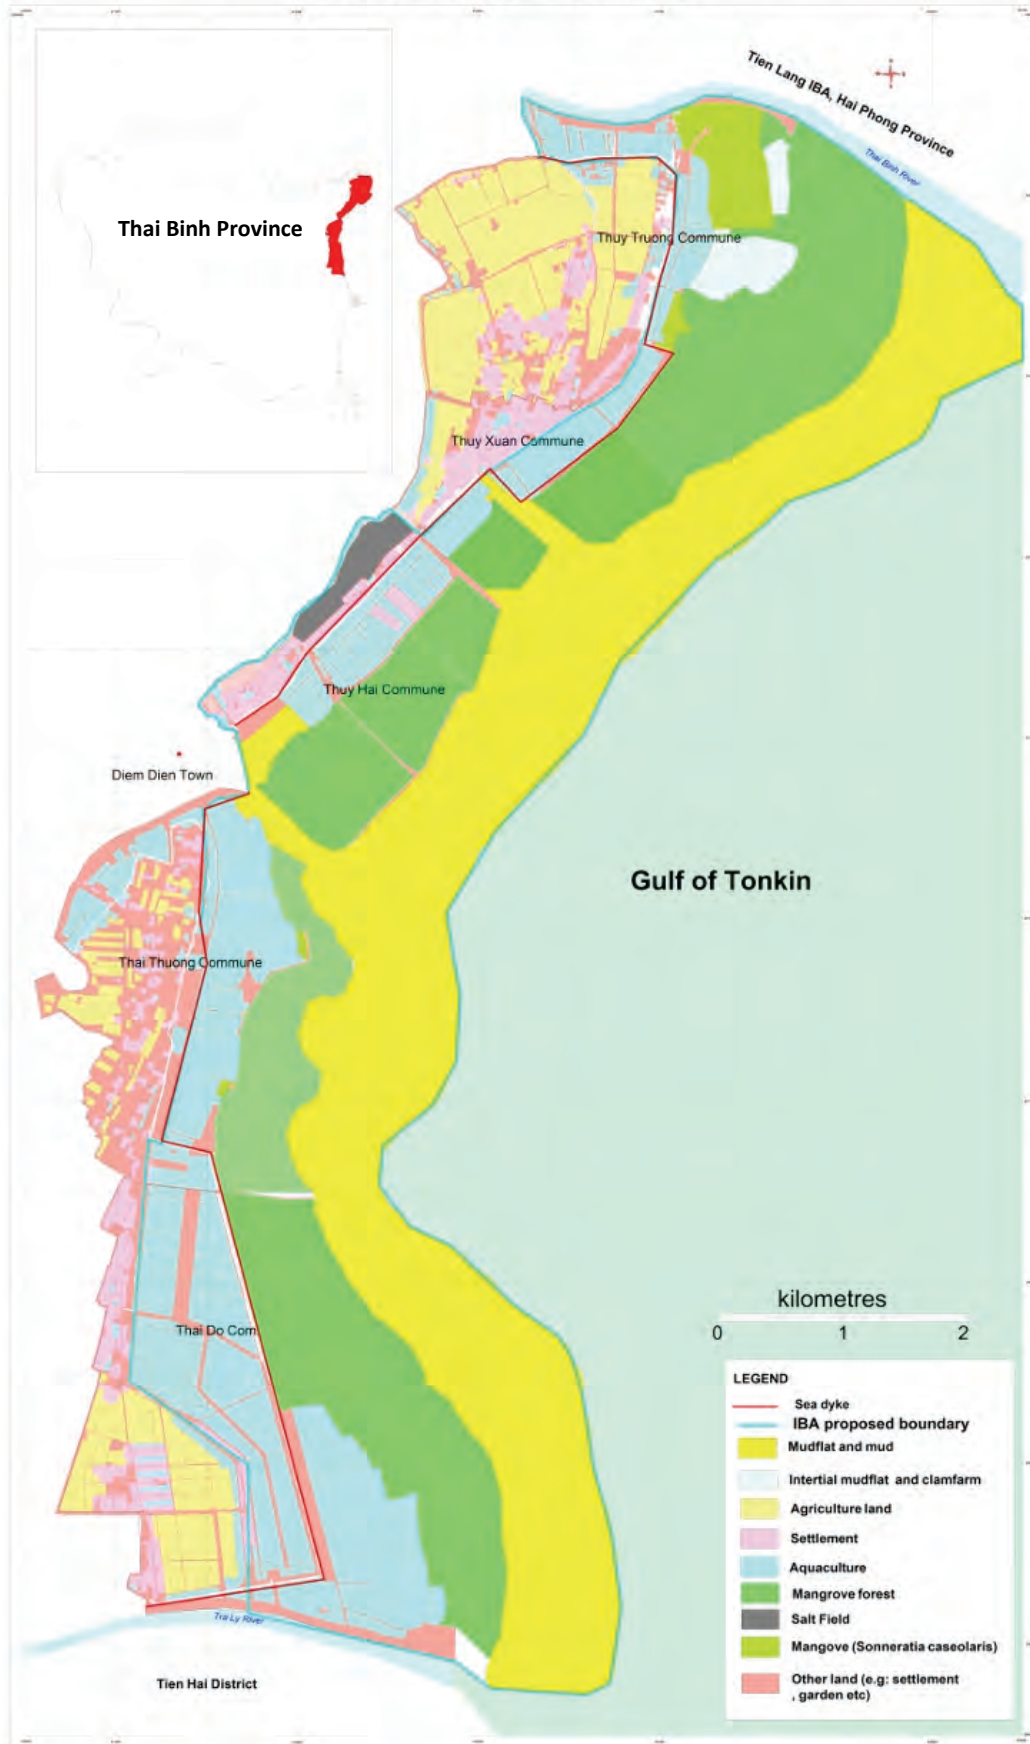 Tien Lang IBA, Hai Phong Province
Thai Binh River
Thai Binh Province
Thuy Truong Commune
Thuy Xuan Commune
Thuy Hai Commune
Diem Dien Town
Gulf of Tonkin
Thai Thuong Commune
kilometres
0 1 2
Thai Do Com
LEGEND
Sea dyke
IBA proposed boundary
Mudflat and mud
Intertial mudflat and clamfarm
Agriculture land
Settlement
Aquaculture
Mangrove forest
Salt Field
Mangove (Sonneratia caseolaris)
Other land (e.g: settlement
, garden etc)
Tra Ly River
Tien Hai District